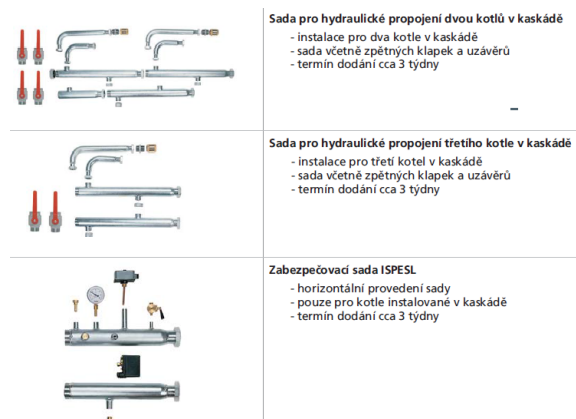 Sada pro hydraulické propojení dvou kotlů v kaskádě
- instalace pro dva kotle v kaskádě
- sada včetně zpětných klapek a uzávěrů
- termín dodání cca 3 týdny
Sada pro hydraulické propojení třetího kotle v kaskádě
- instalace pro třetí kotel v kaskádě
- sada včetně zpětných klapek a uzávěrů
- termín dodání cca 3 týdny
Zabezpečovací sada ISPESL
- horizontální provedení sady
- pouze pro kotle instalované v kaskádě
- termín dodání cca 3 týdny